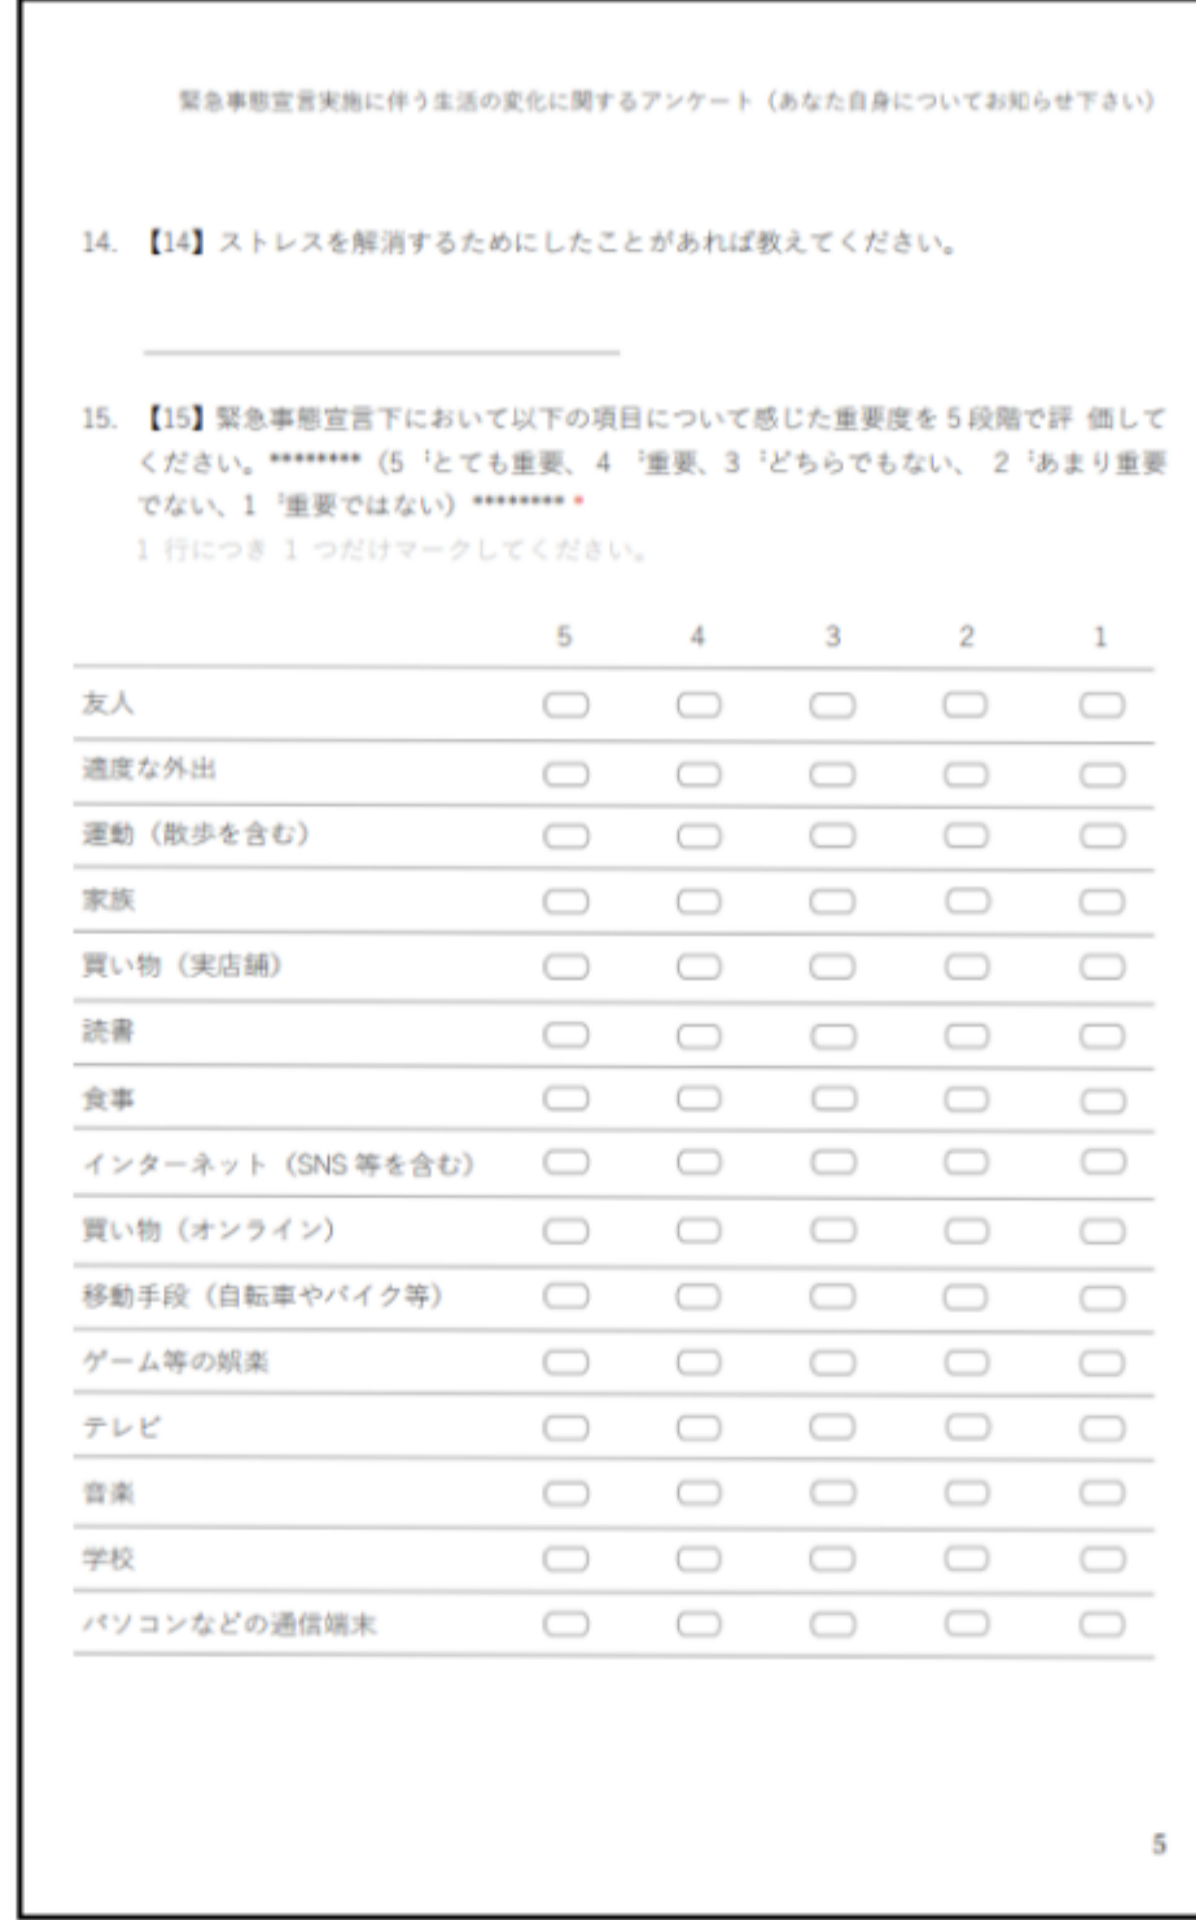 緊急事態宣言実施に伴う生活の変化に関するアンケート（あなた自身についてお知らせ下さい）
14. 【14】ストレスを解消するためにしたことがあれば教えてください。
15. 【15】緊急事態宣言下において以下の項目について感じた重要度を 5 段階で評 価して
ください。********（5 :とても重要、4 :重要、3 :どちらでもない、 2 :あまり重要
でない、1 :重要ではない）******** *
1 行につき 1 つだけマークしてください。
5 4 3 2 1
友人
適度な外出
運動（散歩を含む）
家族
買い物（実店舗）
読書
食事
インターネット（SNS 等を含む）
買い物（オンライン）
移動手段（自転車やバイク等）
ゲーム等の娯楽
テレビ
音楽
学校
パソコンなどの通信端末
5